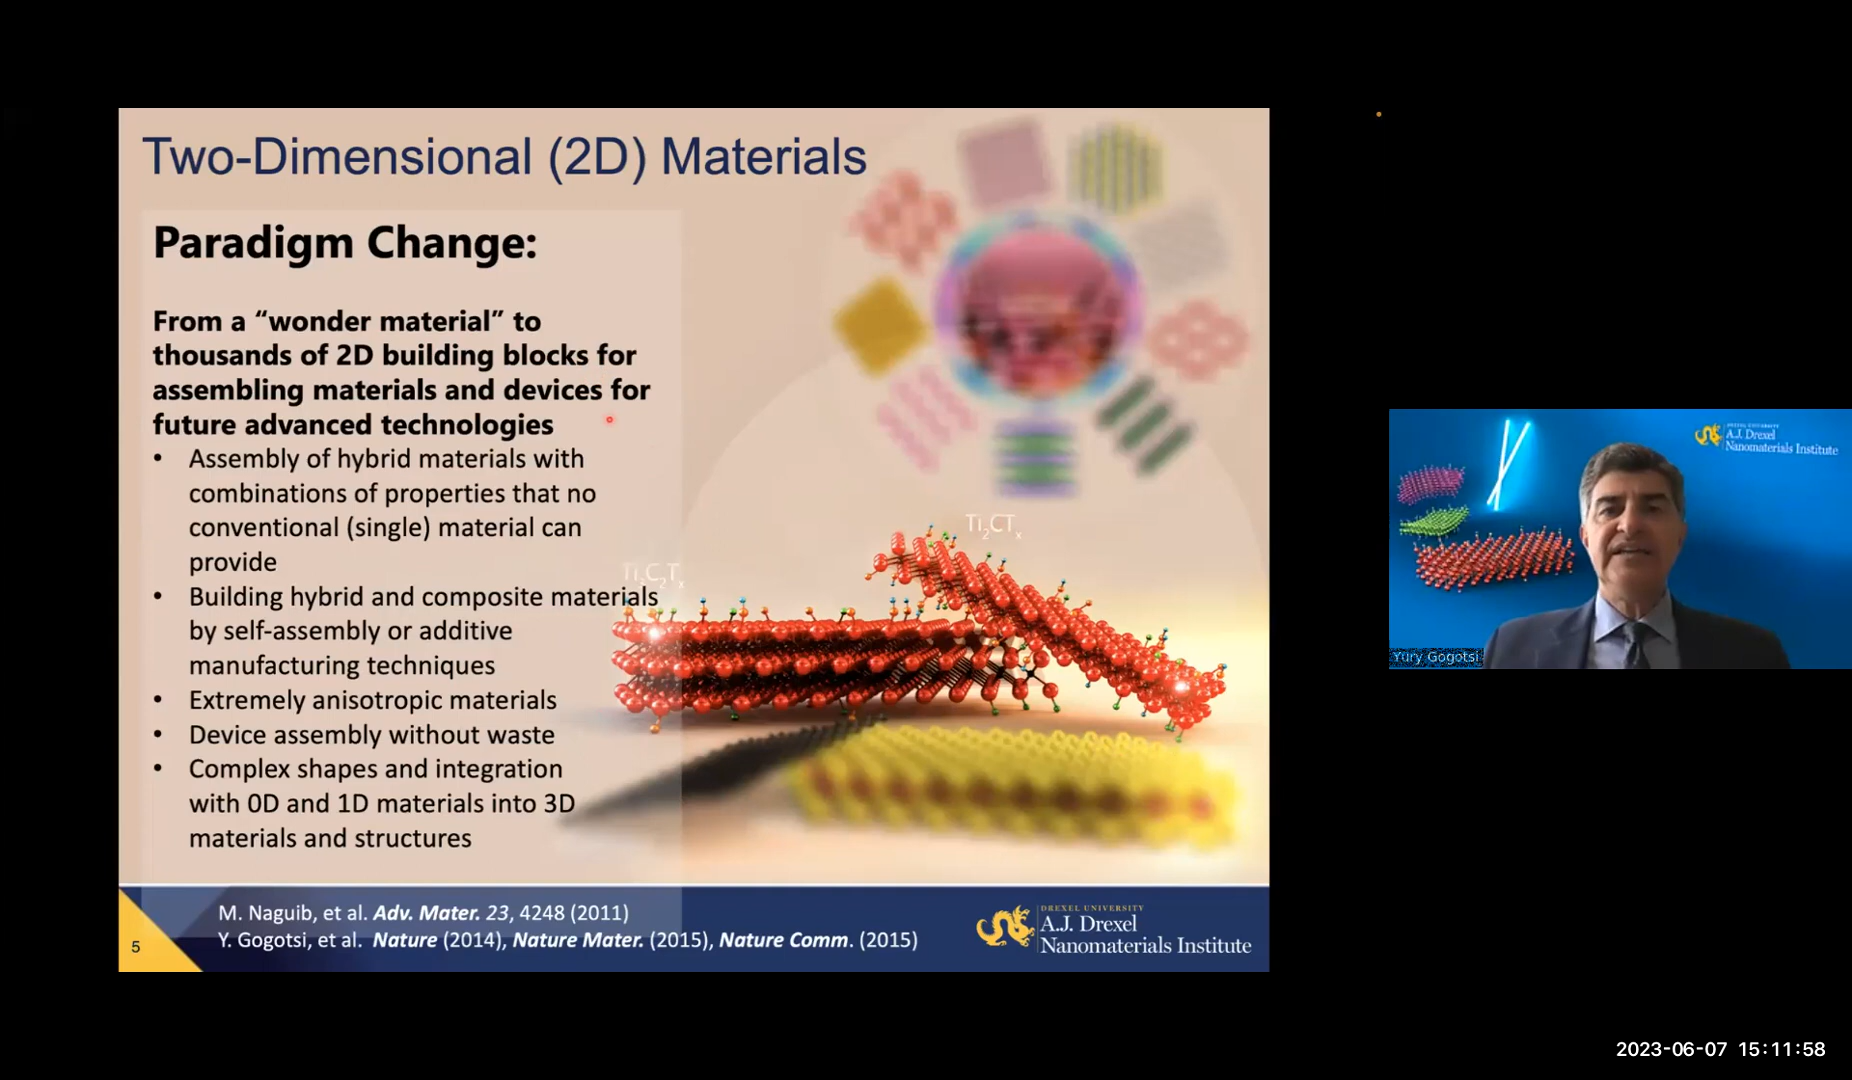 Two-Dimensional (2D) Materials
Paradigm Change:
From a “wonder material” to
thousands of 2D building blocks for
assembling materials and devices for
future advanced technologies
• Assembly of hybrid materials with
combinations of properties that no
conventional (single) material can
provide
• Building hybrid and composite materials
by self-assembly or additive
manufacturing techniques
• Extremely anisotropic materials
• Device assembly without waste
• Complex shapes and integration
with 0D and 1D materials into 3D
materials and structures
Ti₂CTₓ
M. Naguib, et al. Adv. Mater. 23, 4248 (2011)
Y. Gogotsi, et al. Nature (2014), Nature Mater. (2015), Nature Comm. (2015)
5
DREXEL UNIVERSITY
A.J. Drexel
Nanomaterials Institute
DREXEL UNIVERSITY
A.J. Drexel
Nanomaterials Institute
Yury Gogotsi
2023-06-07 15:11:58